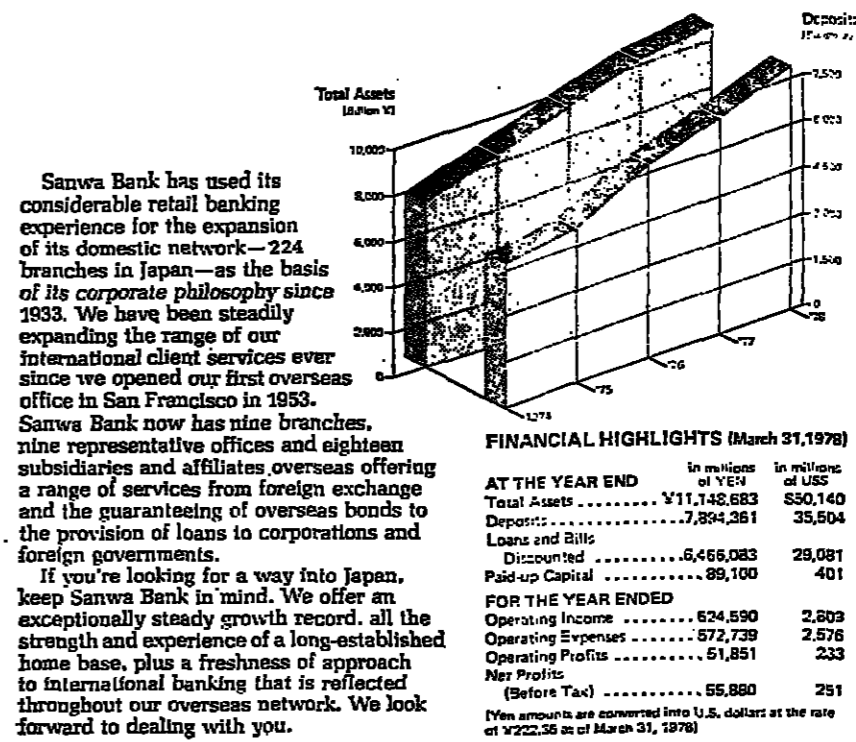 Total Assets
(Billion ¥)
10,000
8,000
6,000
4,000
2,000
0
Deposits
7,500
6,000
4,500
3,000
1,500
0
1974
'75
'76
'77
'78
Sanwa Bank has used its
considerable retail banking
experience for the expansion
of its domestic network—224
branches in Japan—as the basis
of its corporate philosophy since
1933. We have been steadily
expanding the range of our
international client services ever
since we opened our first overseas
office in San Francisco in 1953.
Sanwa Bank now has nine branches,
nine representative offices and eighteen
subsidiaries and affiliates overseas offering
a range of services from foreign exchange
and the guaranteeing of overseas bonds to
the provision of loans to corporations and
foreign governments.
If you're looking for a way into Japan,
keep Sanwa Bank in mind. We offer an
exceptionally steady growth record, all the
strength and experience of a long-established
home base, plus a freshness of approach
to international banking that is reflected
throughout our overseas network. We look
forward to dealing with you.
FINANCIAL HIGHLIGHTS (March 31, 1978)
in millions of YEN in millions of US$
AT THE YEAR END
Total Assets ........ ¥11,148,683 $50,140
Deposits ............... 7,894,361 35,504
Loans and Bills
Discounted .......... 6,466,083 29,081
Paid-up Capital ........... 89,100 401
FOR THE YEAR ENDED
Operating Income ...... 624,590 2,803
Operating Expenses ...... 572,739 2,576
Operating Profits ......... 51,851 233
Net Profits
(Before Tax) ........... 55,880 251
(Yen amounts are converted into U.S. dollars at the rate
of ¥222.35 as of March 31, 1978)